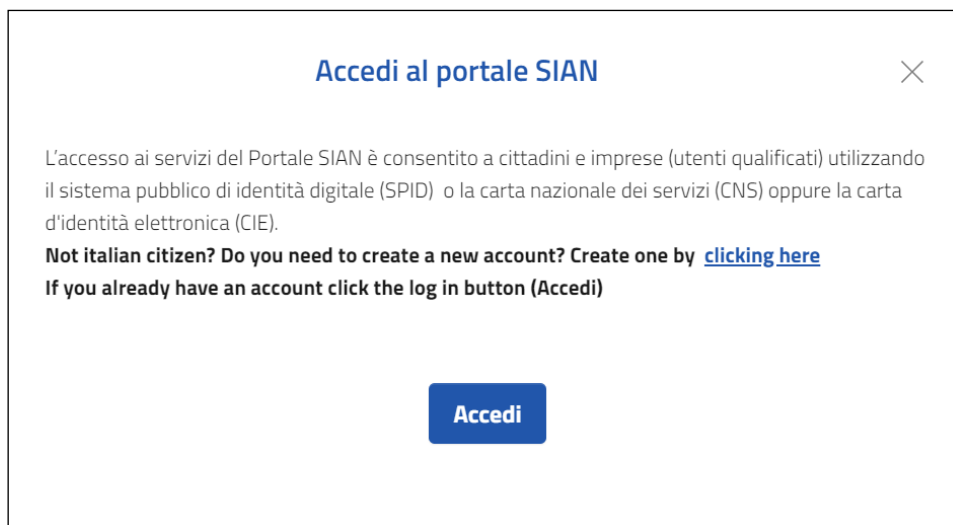 Accedi al portale SIAN
L'accesso ai servizi del Portale SIAN è consentito a cittadini e imprese (utenti qualificati) utilizzando
il sistema pubblico di identità digitale (SPID) o la carta nazionale dei servizi (CNS) oppure la carta
d'identità elettronica (CIE).
Not italian citizen? Do you need to create a new account? Create one by clicking here
If you already have an account click the log in button (Accedi)
Accedi